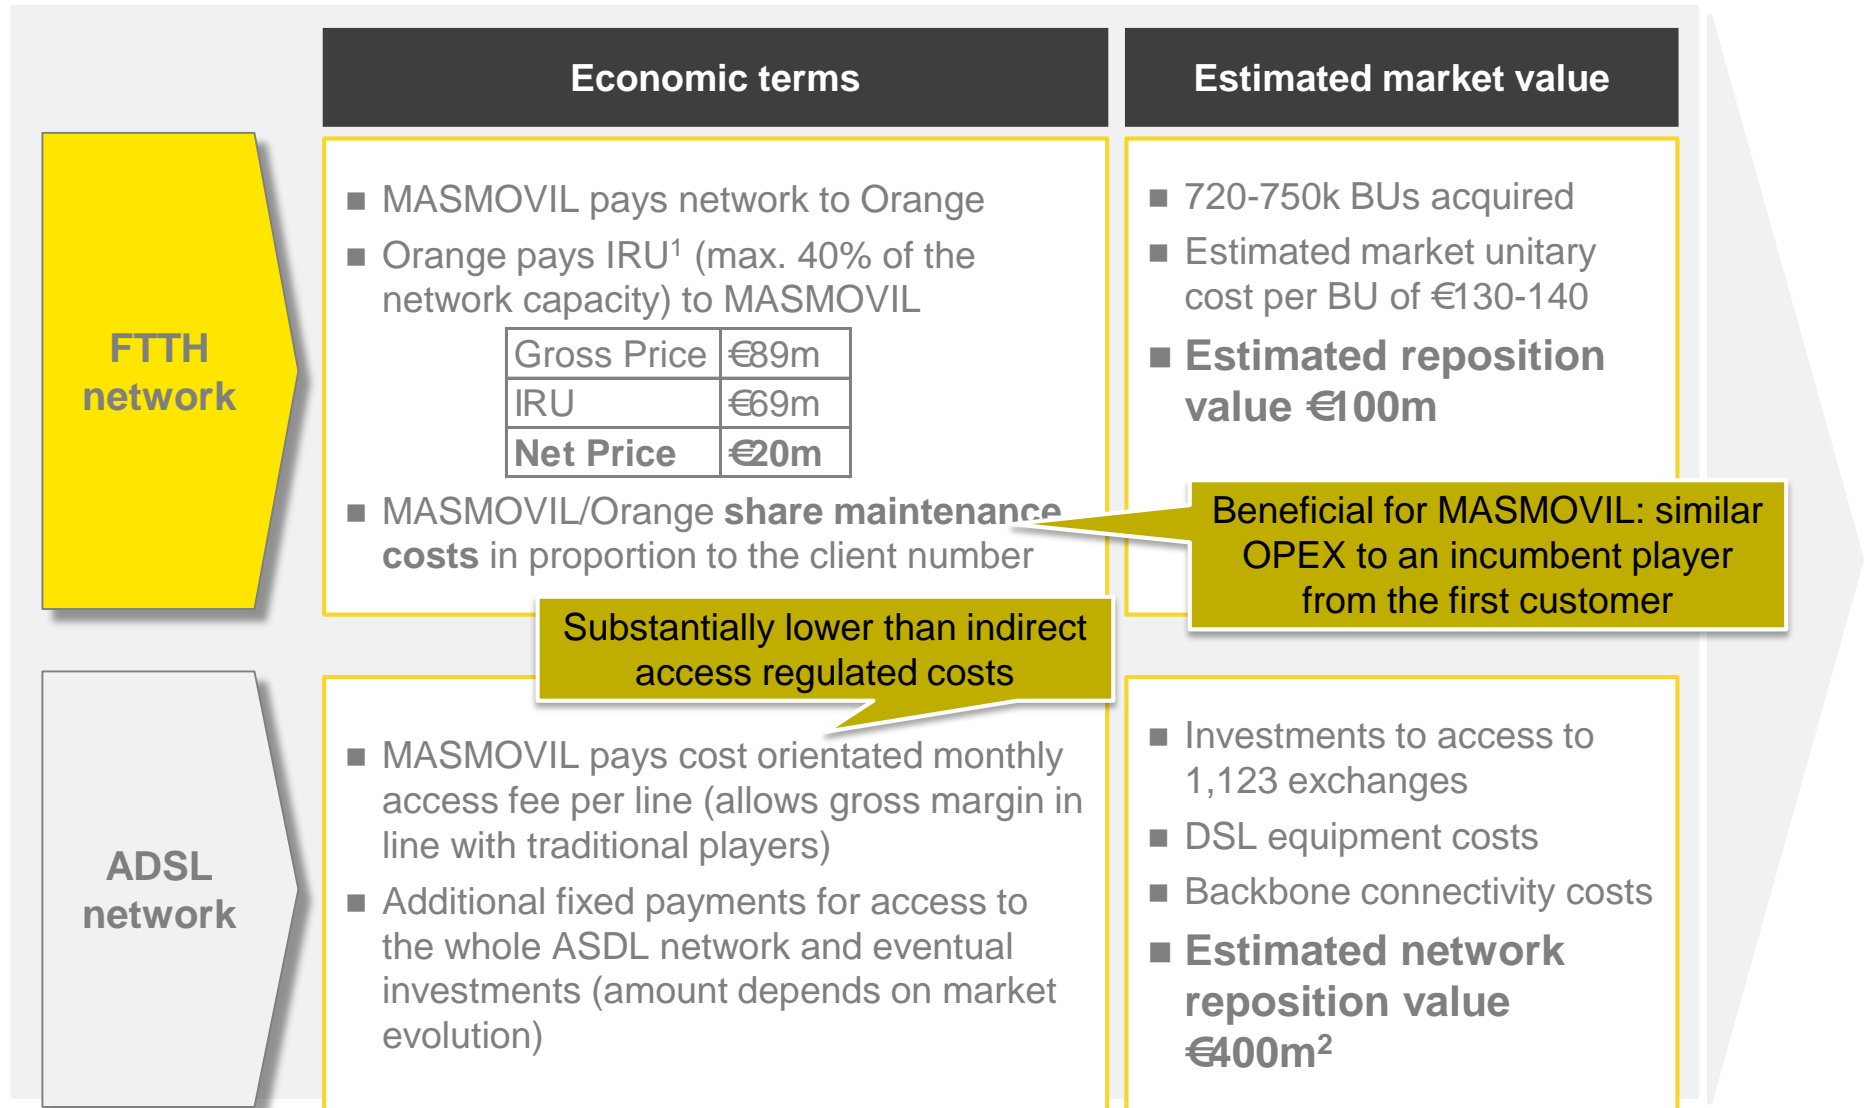 Economic terms
Estimated market value
FTTH
network
■ MASMOVIL pays network to Orange
■ Orange pays IRU1 (max. 40% of the
network capacity) to MASMOVIL
Gross Price €89m
IRU €69m
Net Price €20m
■ MASMOVIL/Orange share maintenance
costs in proportion to the client number
■ 720-750k BUs acquired
■ Estimated market unitary
cost per BU of €130-140
■ Estimated reposition
value €100m
Beneficial for MASMOVIL: similar
OPEX to an incumbent player
from the first customer
Substantially lower than indirect
access regulated costs
ADSL
network
■ MASMOVIL pays cost orientated monthly
access fee per line (allows gross margin in
line with traditional players)
■ Additional fixed payments for access to
the whole ASDL network and eventual
investments (amount depends on market
evolution)
■ Investments to access to
1,123 exchanges
■ DSL equipment costs
■ Backbone connectivity costs
■ Estimated network
reposition value
€400m2